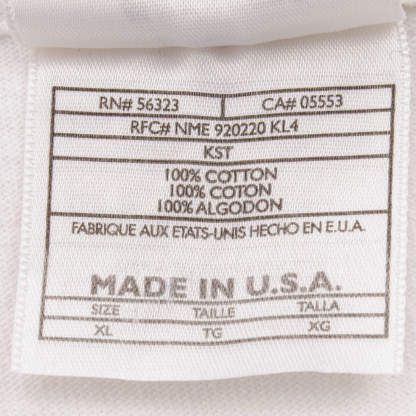 RN# 56323 CA# 05553
RFC# NME 920220 KL4
KST
100% COTTON
100% COTON
100% ALGODON
FABRIQUE AUX ETATS-UNIS HECHO EN E.U.A.
MADE IN U.S.A.
SIZE TAILLE TALLA
XL TG XG